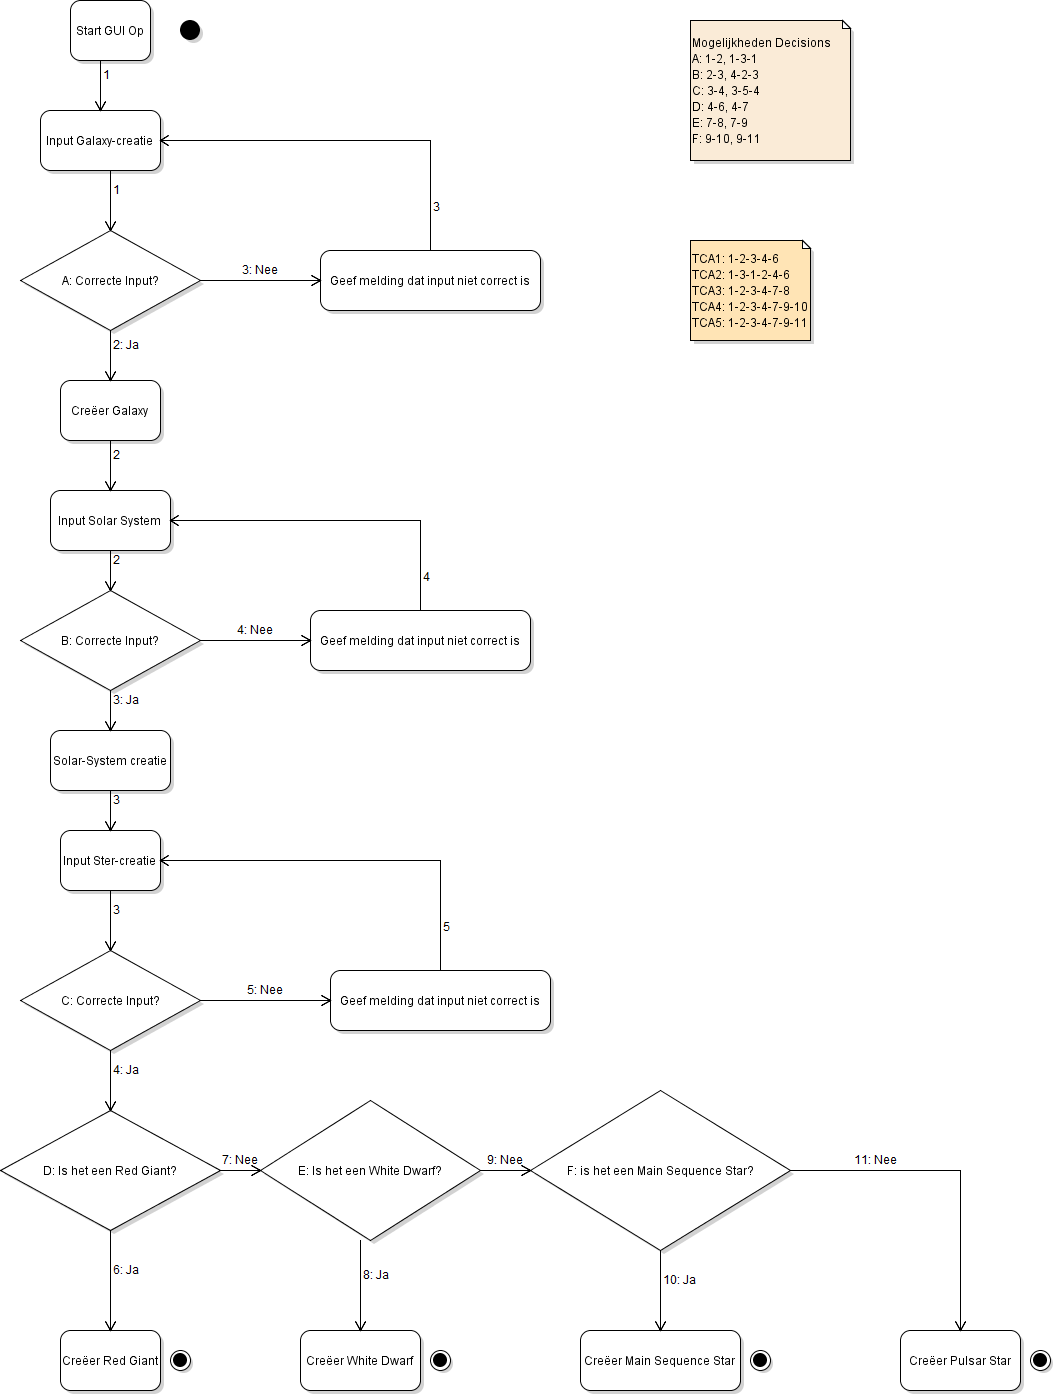 Start GUI Op
1
Input Galaxy-creatie
1
3
A: Correcte Input?
3: Nee
Geef melding dat input niet correct is
2: Ja
Creëer Galaxy
2
Input Solar System
2
4
B: Correcte Input?
4: Nee
Geef melding dat input niet correct is
3: Ja
Solar-System creatie
3
Input Ster-creatie
3
5
C: Correcte Input?
5: Nee
Geef melding dat input niet correct is
4: Ja
D: Is het een Red Giant?
7: Nee
E: Is het een White Dwarf?
9: Nee
F: is het een Main Sequence Star?
11: Nee
6: Ja
8: Ja
10: Ja
Creëer Red Giant
Creëer White Dwarf
Creëer Main Sequence Star
Creëer Pulsar Star
Mogelijkheden Decisions
A: 1-2, 1-3-1
B: 2-3, 4-2-3
C: 3-4, 3-5-4
D: 4-6, 4-7
E: 7-8, 7-9
F: 9-10, 9-11
TCA1: 1-2-3-4-6
TCA2: 1-3-1-2-4-6
TCA3: 1-2-3-4-7-8
TCA4: 1-2-3-4-7-9-10
TCA5: 1-2-3-4-7-9-11